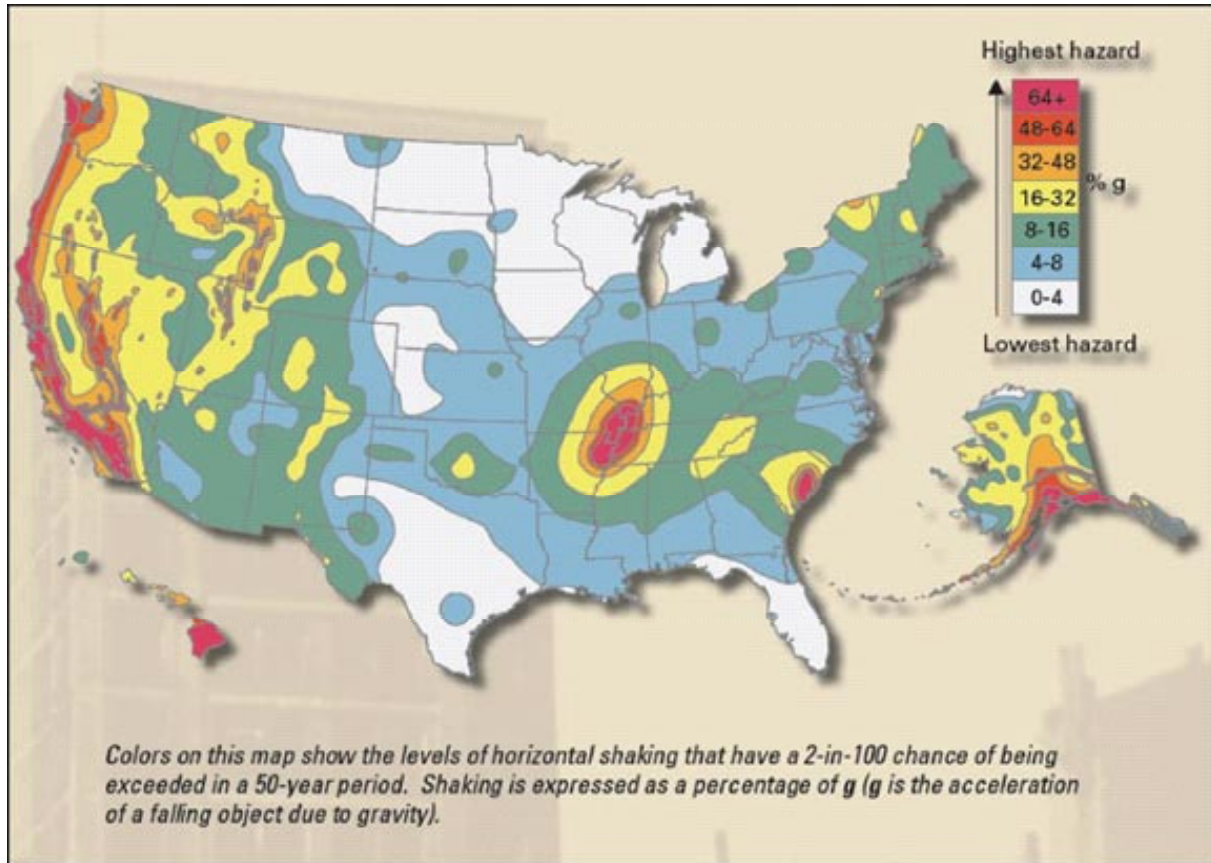 Highest hazard
64+
48-64
32-48
% g
16-32
8-16
4-8
0-4
Lowest hazard
Colors on this map show the levels of horizontal shaking that have a 2-in-100 chance of being
exceeded in a 50-year period. Shaking is expressed as a percentage of g (g is the acceleration
of a falling object due to gravity).